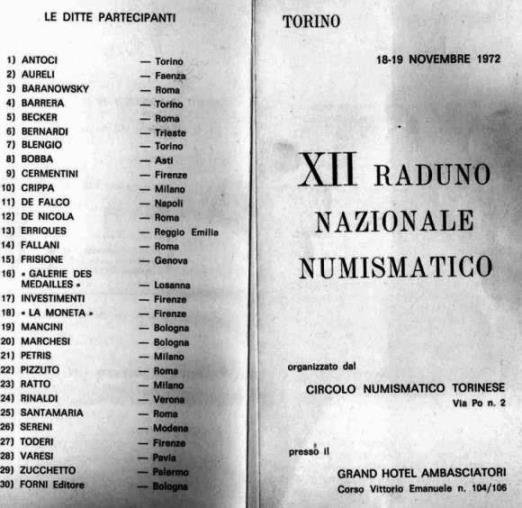 LE DITTE PARTECIPANTI
1) ANTOCI — Torino
2) AURELI — Faenza
3) BARANOWSKY — Roma
4) BARRERA — Torino
5) BECKER — Roma
6) BERNARDI — Trieste
7) BLENGIO — Torino
8) BOBBA — Asti
9) CERMENTINI — Firenze
10) CRIPPA — Milano
11) DE FALCO — Napoli
12) DE NICOLA — Roma
13) ERRIQUES — Reggio Emilia
14) FALLANI — Roma
15) FRISIONE — Genova
16) « GALERIE DES
MEDAILLES » — Losanna
17) INVESTIMENTI — Firenze
18) « LA MONETA » — Firenze
19) MANCINI — Bologna
20) MARCHESI — Bologna
21) PETRIS — Milano
22) PIZZUTO — Roma
23) RATTO — Milano
24) RINALDI — Verona
25) SANTAMARIA — Roma
26) SERENI — Modena
27) TODERI — Firenze
28) VARESI — Pavia
29) ZUCCHETTO — Palermo
30) FORNI Editore — Bologna
TORINO
18-19 NOVEMBRE 1972
XII RADUNO
NAZIONALE
NUMISMATICO
organizzato dal
CIRCOLO NUMISMATICO TORINESE
Via Po n. 2
presso il
GRAND HOTEL AMBASCIATORI
Corso Vittorio Emanuele n. 104/106